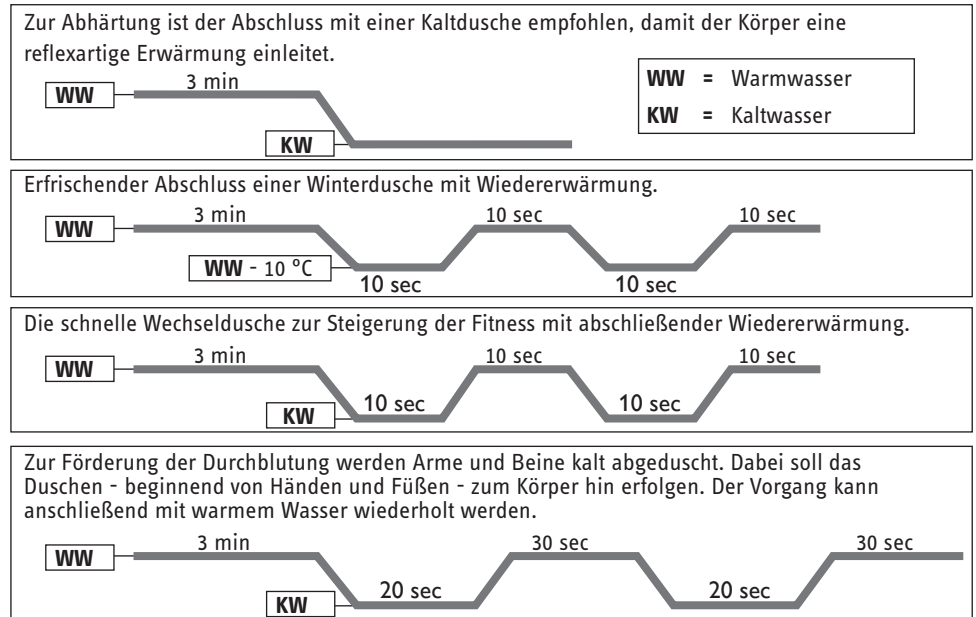 Zur Abhärtung ist der Abschluss mit einer Kaltdusche empfohlen, damit der Körper eine
reflexartige Erwärmung einleitet.
WW
3 min
KW
WW = Warmwasser
KW = Kaltwasser
Erfrischender Abschluss einer Winterdusche mit Wiedererwärmung.
WW
3 min
10 sec
10 sec
WW - 10 °C
10 sec
10 sec
Die schnelle Wechseldusche zur Steigerung der Fitness mit abschließender Wiedererwärmung.
WW
3 min
10 sec
10 sec
KW
10 sec
10 sec
Zur Förderung der Durchblutung werden Arme und Beine kalt abgeduscht. Dabei soll das
Duschen - beginnend von Händen und Füßen - zum Körper hin erfolgen. Der Vorgang kann
anschließend mit warmem Wasser wiederholt werden.
WW
3 min
30 sec
30 sec
KW
20 sec
20 sec